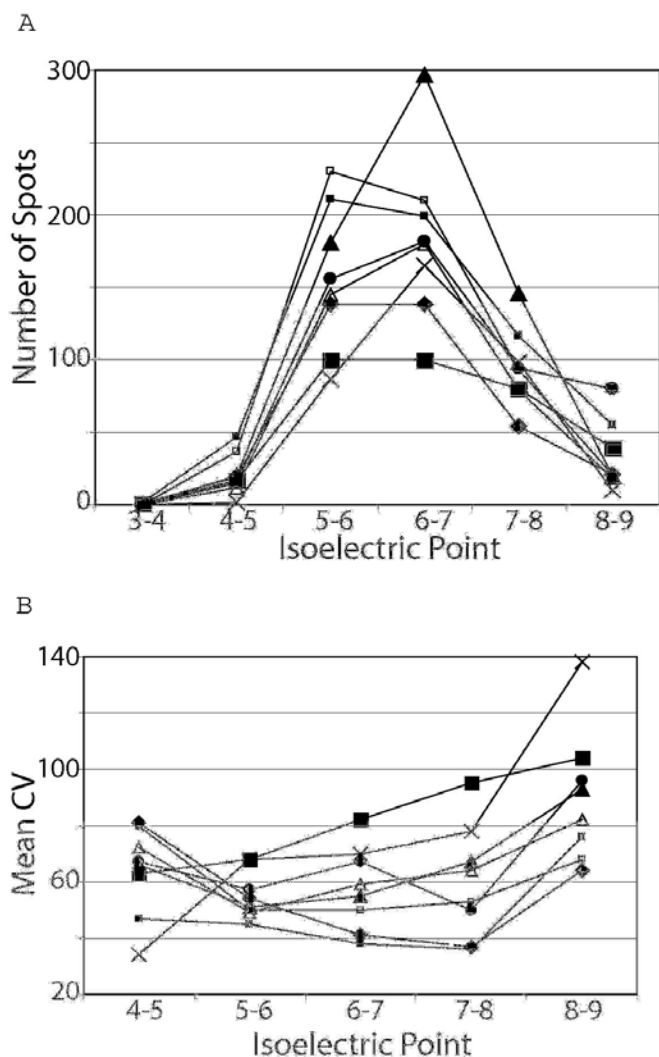 A
300
200
100
0
Number of Spots
3-4 4-5 5-6 6-7 7-8 8-9
Isoelectric Point
B
140
100
60
20
Mean CV
4-5 5-6 6-7 7-8 8-9
Isoelectric Point